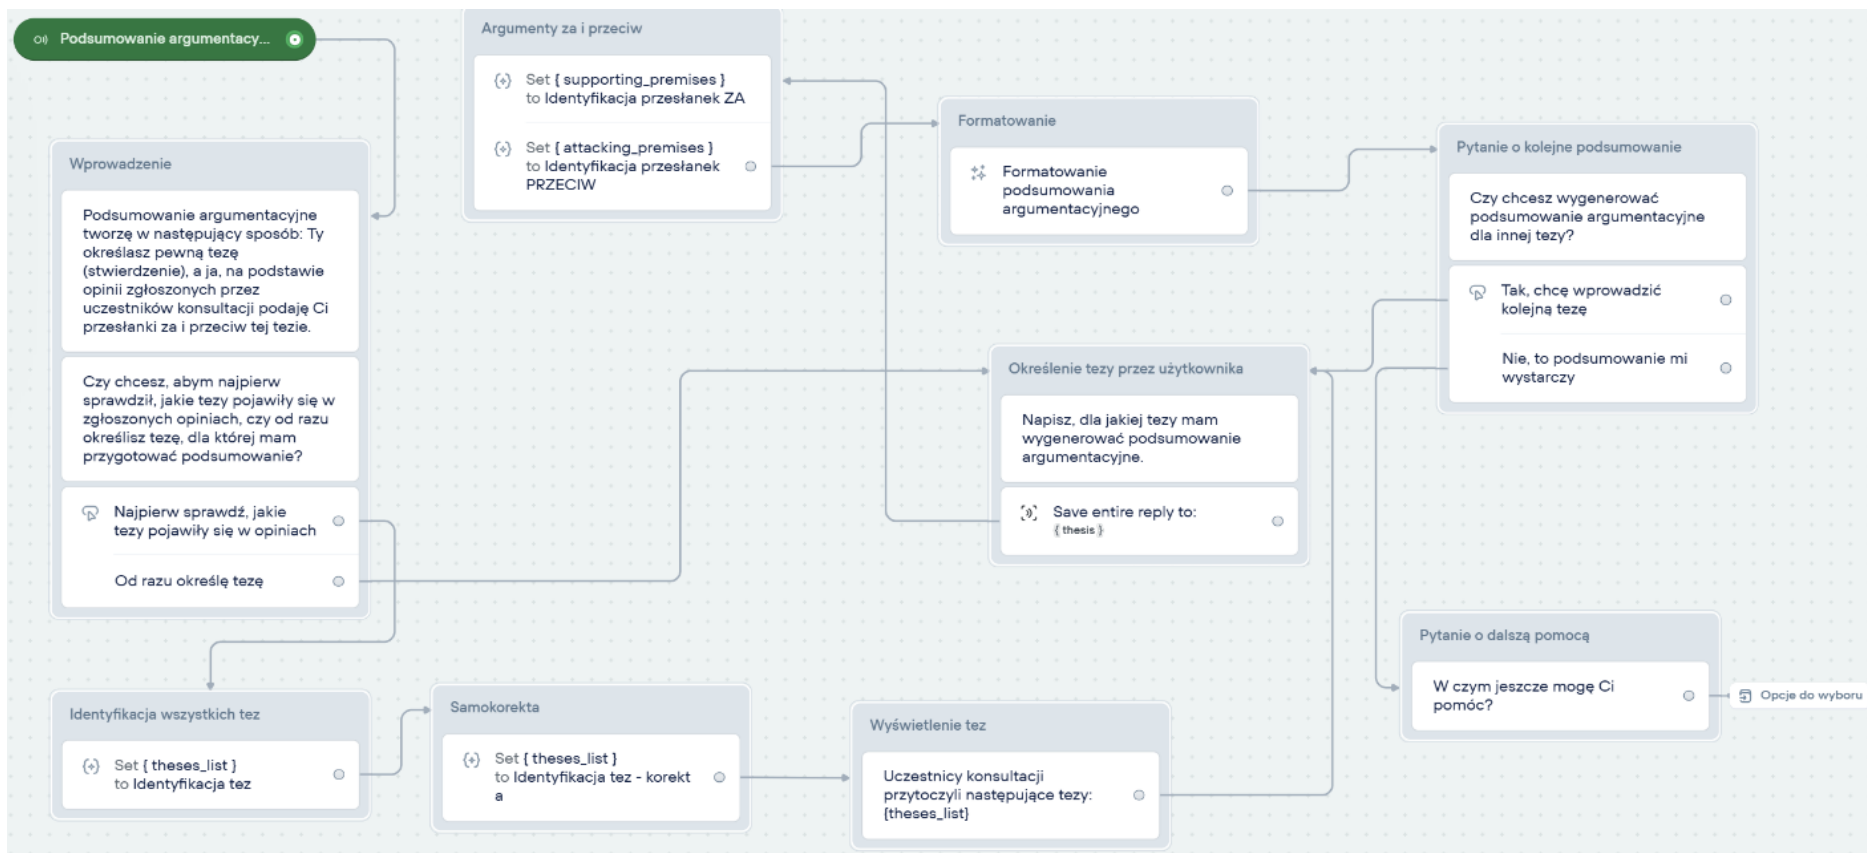 Podsumowanie argumentacy...
Wprowadzenie
Podsumowanie argumentacyjne
tworzę w następujący sposób: Ty
określasz pewną tezę
(stwierdzenie), a ja, na podstawie
opinii zgłoszonych przez
uczestników konsultacji podaję Ci
przesłanki za i przeciw tej tezie.
Czy chcesz, abym najpierw
sprawdził, jakie tezy pojawiły się w
zgłoszonych opiniach, czy od razu
określisz tezę, dla której mam
przygotować podsumowanie?
Najpierw sprawdź, jakie
tezy pojawiły się w opiniach
Od razu określę tezę
Identyfikacja wszystkich tez
Set { theses_list }
to Identyfikacja tez
Samokorekta
Set { theses_list }
to Identyfikacja tez - korekt
a
Wyświetlenie tez
Uczestnicy konsultacji
przytoczyli następujące tezy:
{theses_list}
Określenie tezy przez użytkownika
Napisz, dla jakiej tezy mam
wygenerować podsumowanie
argumentacyjne.
Save entire reply to:
{ thesis }
Argumenty za i przeciw
Set { supporting_premises }
to Identyfikacja przesłanek ZA
Set { attacking_premises }
to Identyfikacja przesłanek
PRZECIW
Formatowanie
Formatowanie
podsumowania
argumentacyjnego
Pytanie o kolejne podsumowanie
Czy chcesz wygenerować
podsumowanie argumentacyjne
dla innej tezy?
Tak, chcę wprowadzić
kolejną tezę
Nie, to podsumowanie mi
wystarczy
Pytanie o dalszą pomocą
W czym jeszcze mogę Ci
pomóc?
Opcje do wyboru